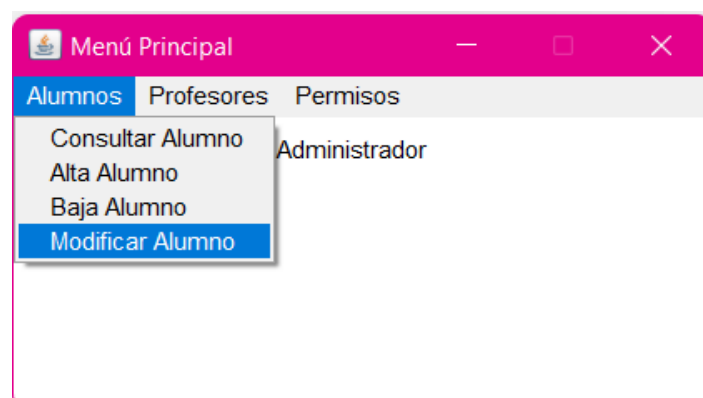 Menú Principal
Alumnos Profesores Permisos
Consultar Alumno
Administrador
Alta Alumno
Baja Alumno
Modificar Alumno